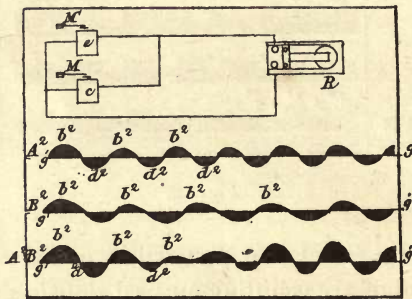 M
e
M
c
R
A² b² b² b²
g d² d² d² g
B² b² b² b² b²
g g
A²B² b² b² b²
g d d² g